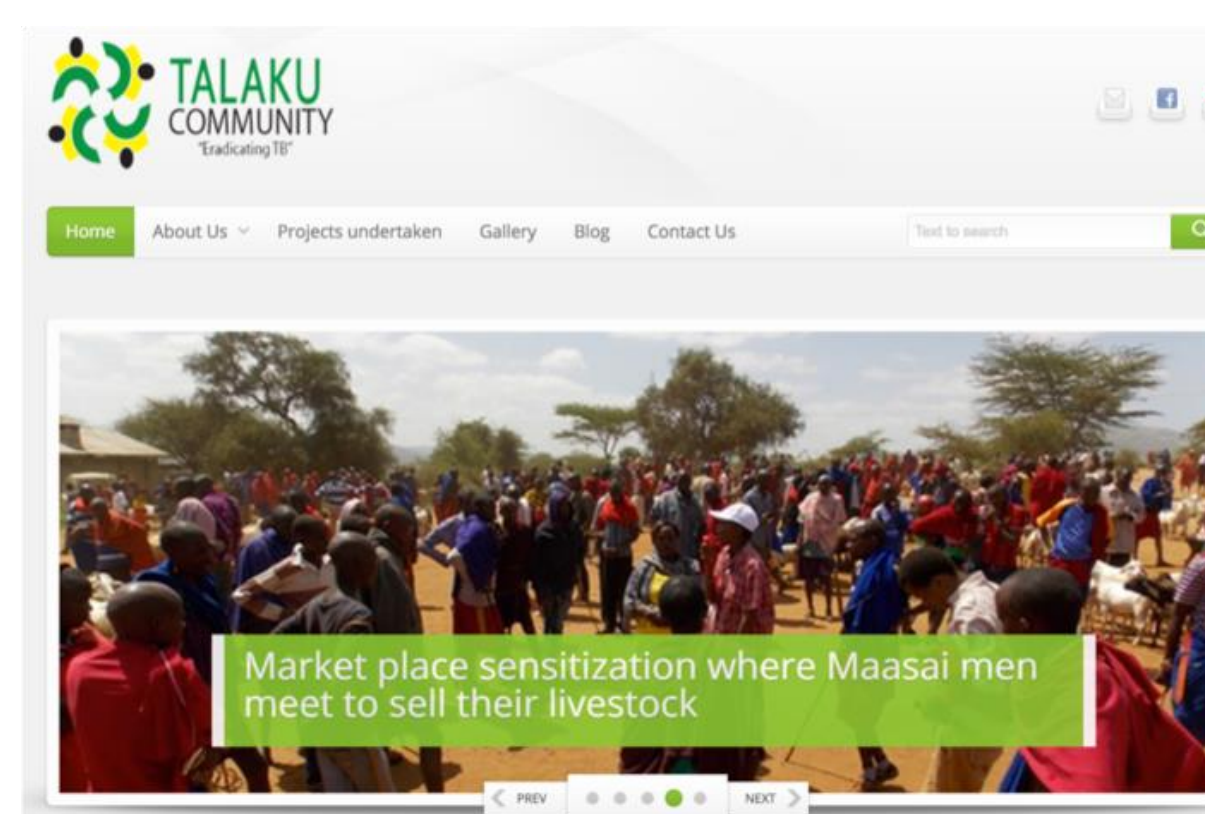 TALAKU
COMMUNITY
"Eradicating TB"
Home About Us Projects undertaken Gallery Blog Contact Us Text to search
Market place sensitization where Maasai men
meet to sell their livestock
PREV NEXT